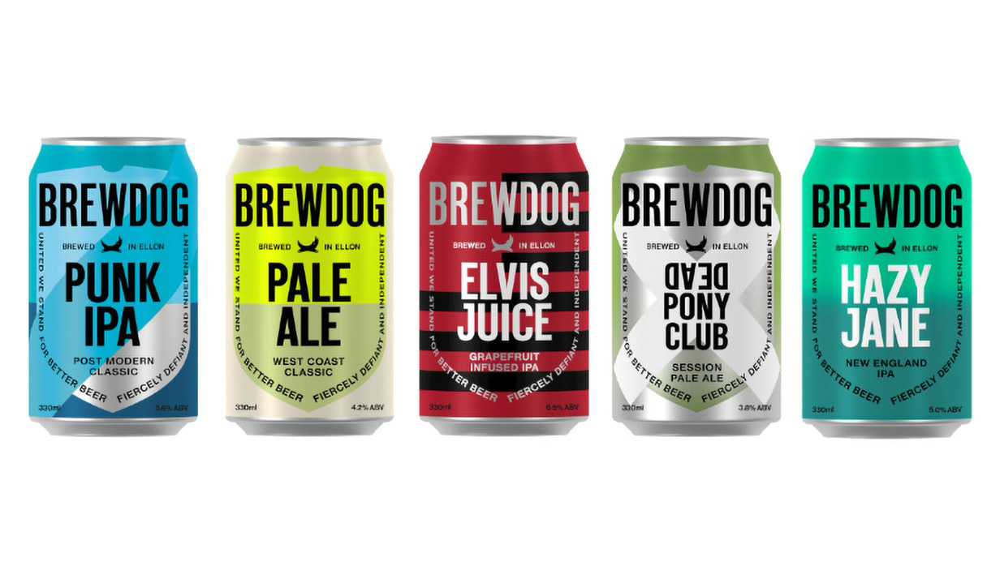 BREWDOG
BREWED IN ELLON
PUNK
IPA
POST MODERN
CLASSIC
UNITED WE STAND FOR BETTER BEER
FIERCELY DEFIANT AND INDEPENDENT
330ml
5.6% ABV
BREWDOG
BREWED IN ELLON
PALE
ALE
WEST COAST
CLASSIC
UNITED WE STAND FOR BETTER BEER
FIERCELY DEFIANT AND INDEPENDENT
330ml
4.2% ABV
BREWDOG
BREWED IN ELLON
ELVIS
JUICE
GRAPEFRUIT
INFUSED IPA
UNITED WE STAND FOR BETTER BEER
FIERCELY DEFIANT AND INDEPENDENT
330ml
6.5% ABV
BREWDOG
BREWED IN ELLON
DEAD
PONY
CLUB
SESSION
PALE ALE
UNITED WE STAND FOR BETTER BEER
FIERCELY DEFIANT AND INDEPENDENT
330ml
3.8% ABV
BREWDOG
BREWED IN ELLON
HAZY
JANE
NEW ENGLAND
IPA
UNITED WE STAND FOR BETTER BEER
FIERCELY DEFIANT AND INDEPENDENT
330ml
5.0% ABV